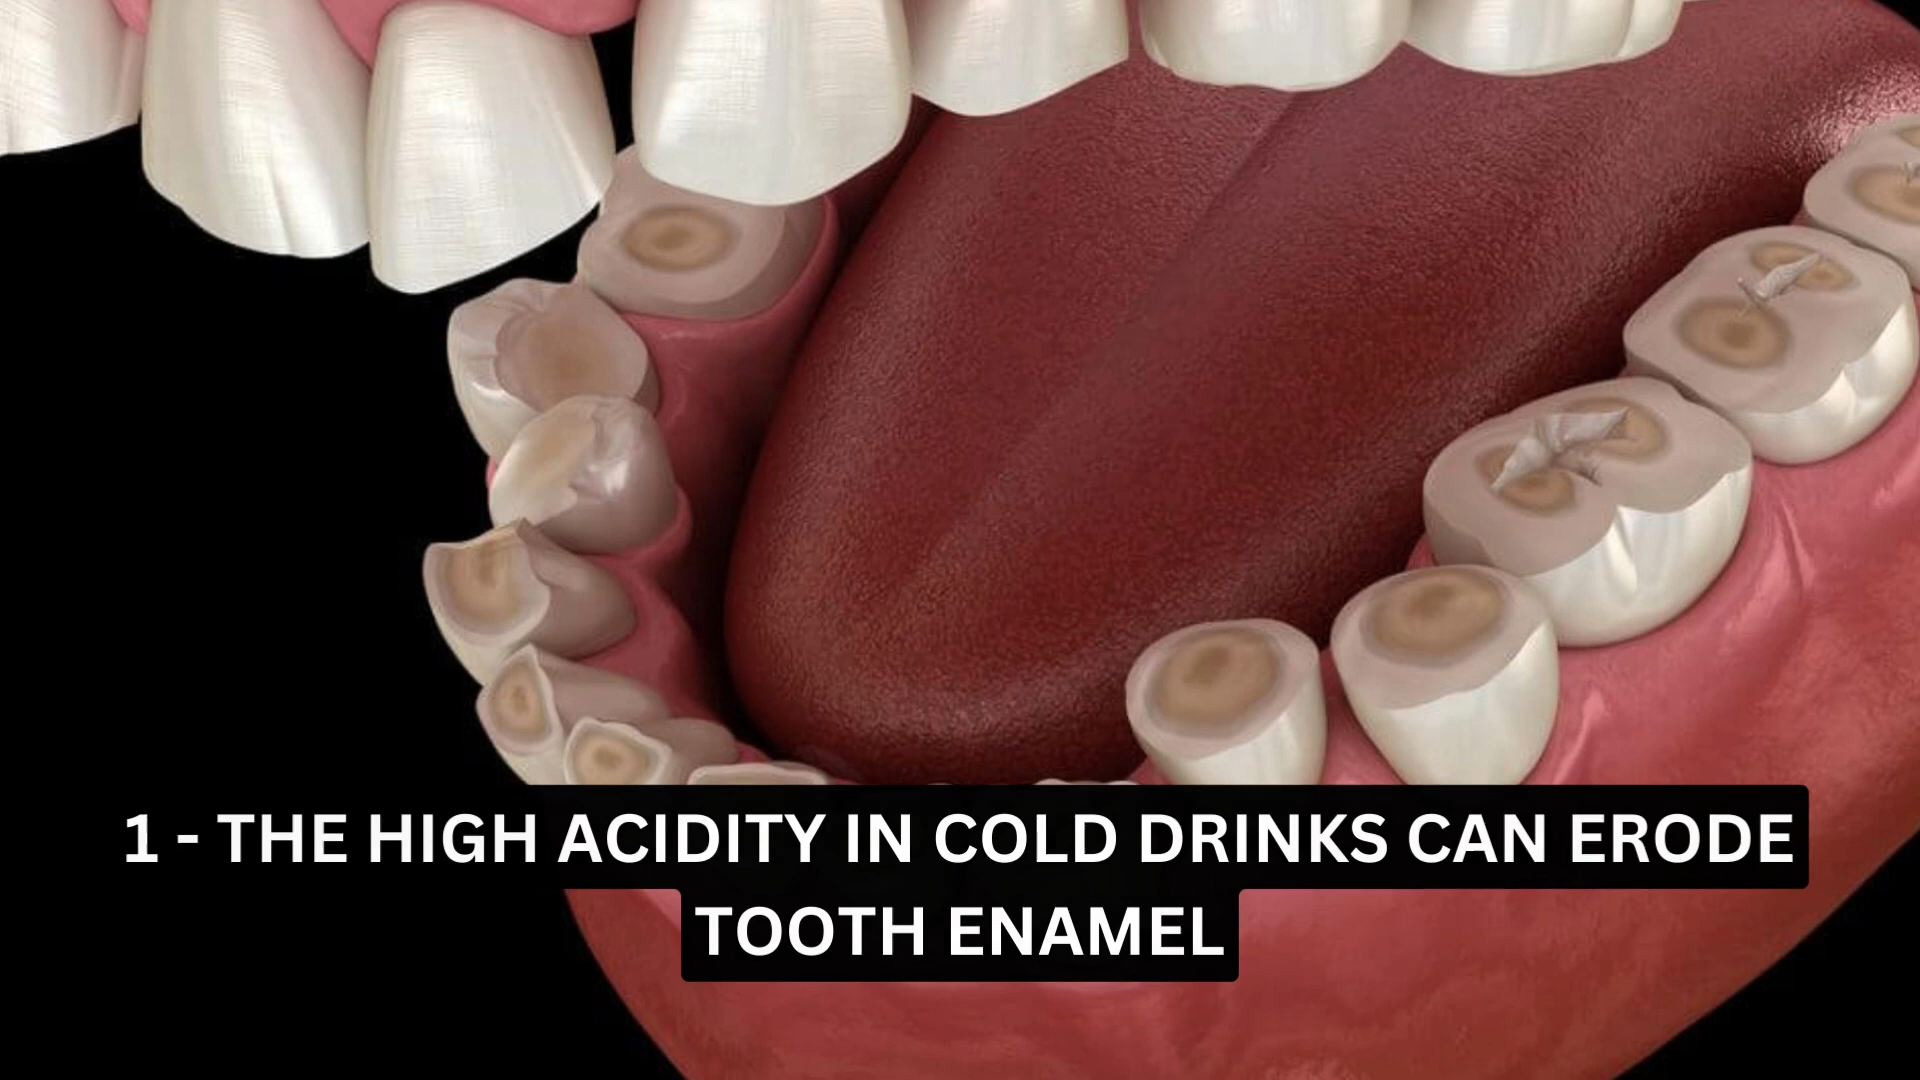 1 - THE HIGH ACIDITY IN COLD DRINKS CAN ERODE
TOOTH ENAMEL